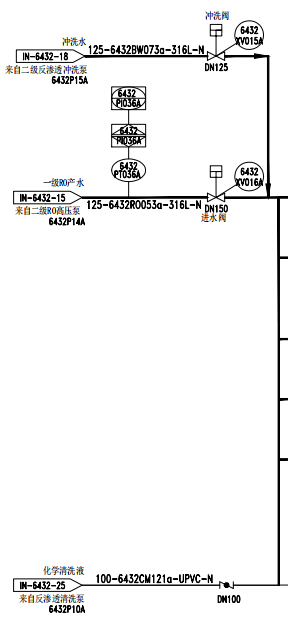 冲洗阀
冲洗水
6432
XV015A
125-6432BW073a-316L-N
IN-6432-18
DN125
来自二级反渗透冲洗泵
6432P15A
6432
PI036A
6432
PI036A
6432
PT036A
6432
XV016A
一级RO产水
IN-6432-15
125-6432RO053a-316L-N
DN150
来自二级RO高压泵
进水阀
6432P14A
化学清洗液
100-6432CM121a-UPVC-N
IN-6432-25
来自反渗透清洗泵
DN100
6432P10A